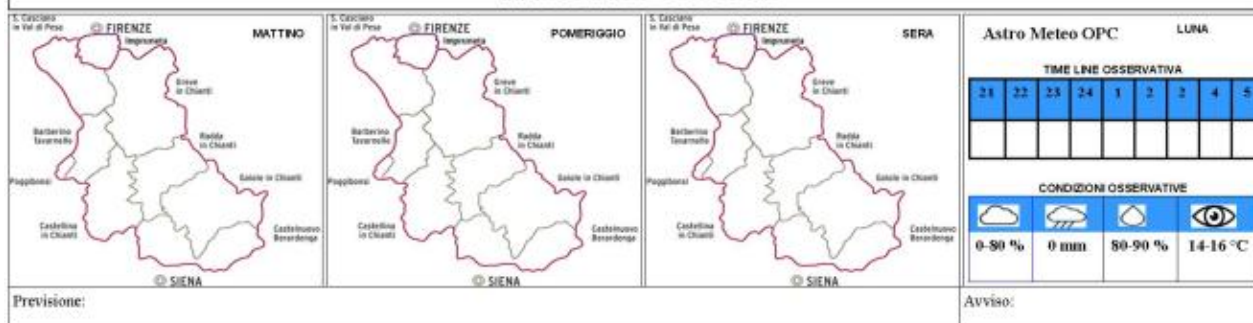 S. Casciano
in Val di Pesa
FIRENZE
Impruneta
MATTINO
Greve
in Chianti
Barberino
Tavarnelle
Radda
in Chianti
Poggibonsi
Gaiole in Chianti
Castellina
in Chianti
Castelnuovo
Berardenga
SIENA
S. Casciano
in Val di Pesa
FIRENZE
Impruneta
POMERIGGIO
Greve
in Chianti
Barberino
Tavarnelle
Radda
in Chianti
Poggibonsi
Gaiole in Chianti
Castellina
in Chianti
Castelnuovo
Berardenga
SIENA
S. Casciano
in Val di Pesa
FIRENZE
Impruneta
SERA
Greve
in Chianti
Barberino
Tavarnelle
Radda
in Chianti
Poggibonsi
Gaiole in Chianti
Castellina
in Chianti
Castelnuovo
Berardenga
SIENA
Astro Meteo OPC LUNA
TIME LINE OSSERVATIVA
21 22 23 24 1 2 2 4 5
CONDIZIONI OSSERVATIVE
0-80 % 0 mm 80-90 % 14-16 °C
Previsione:
Avviso: